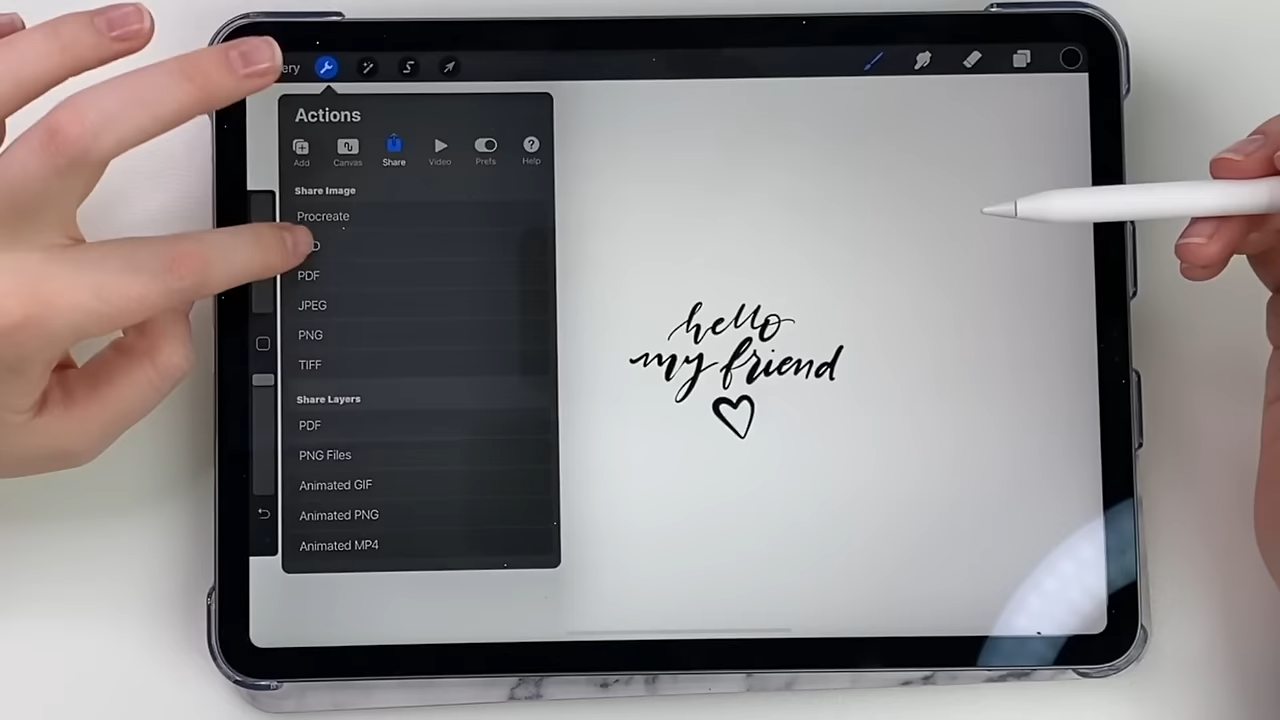 ery
Actions
Add Canvas Share Video Prefs Help
Share Image
Procreate
D
PDF
JPEG
PNG
TIFF
Share Layers
PDF
PNG Files
Animated GIF
Animated PNG
Animated MP4
hello
my friend